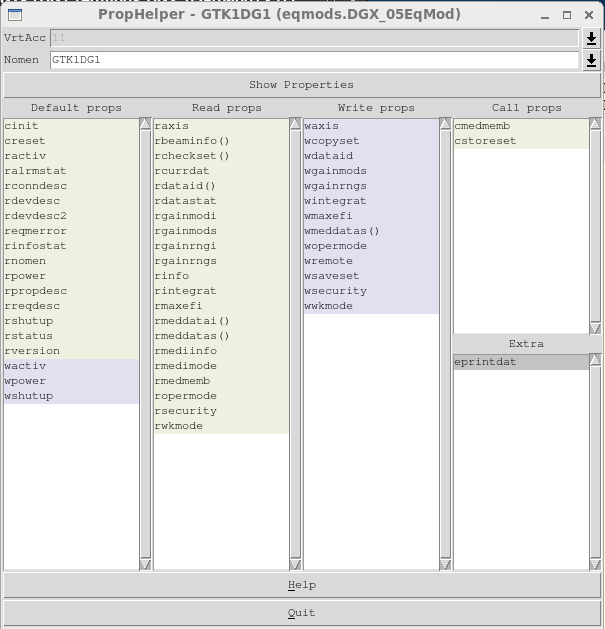 PropHelper - GTK1DG1 (eqmods.DGX_05EqMod)
VrtAcc 11
Nomen GTK1DG1
Show Properties
Default props
cinit
creset
ractiv
ralrmstat
rconndesc
rdevdesc
rdevdesc2
reqmerror
rinfostat
rnomen
rpower
rpropdesc
rreqdesc
rshutup
rstatus
rversion
wactiv
wpower
wshutup
Read props
raxis
rbeaminfo()
rcheckset()
rcurrdat
rdataid()
rdatastat
rgainmodi
rgainmods
rgainrngi
rgainrngs
rinfo
rintegrat
rmaxefi
rmeddatai()
rmeddatas()
rmediinfo
rmedimode
rmedmemb
ropermode
rsecurity
rwkmode
Write props
waxis
wcopyset
wdataid
wgainmods
wgainrngs
wintegrat
wmaxefi
wmeddatas()
wopermode
wremote
wsaveset
wsecurity
wwkmode
Call props
cmedmemb
cstoreset
Extra
eprintdat
Help
Quit